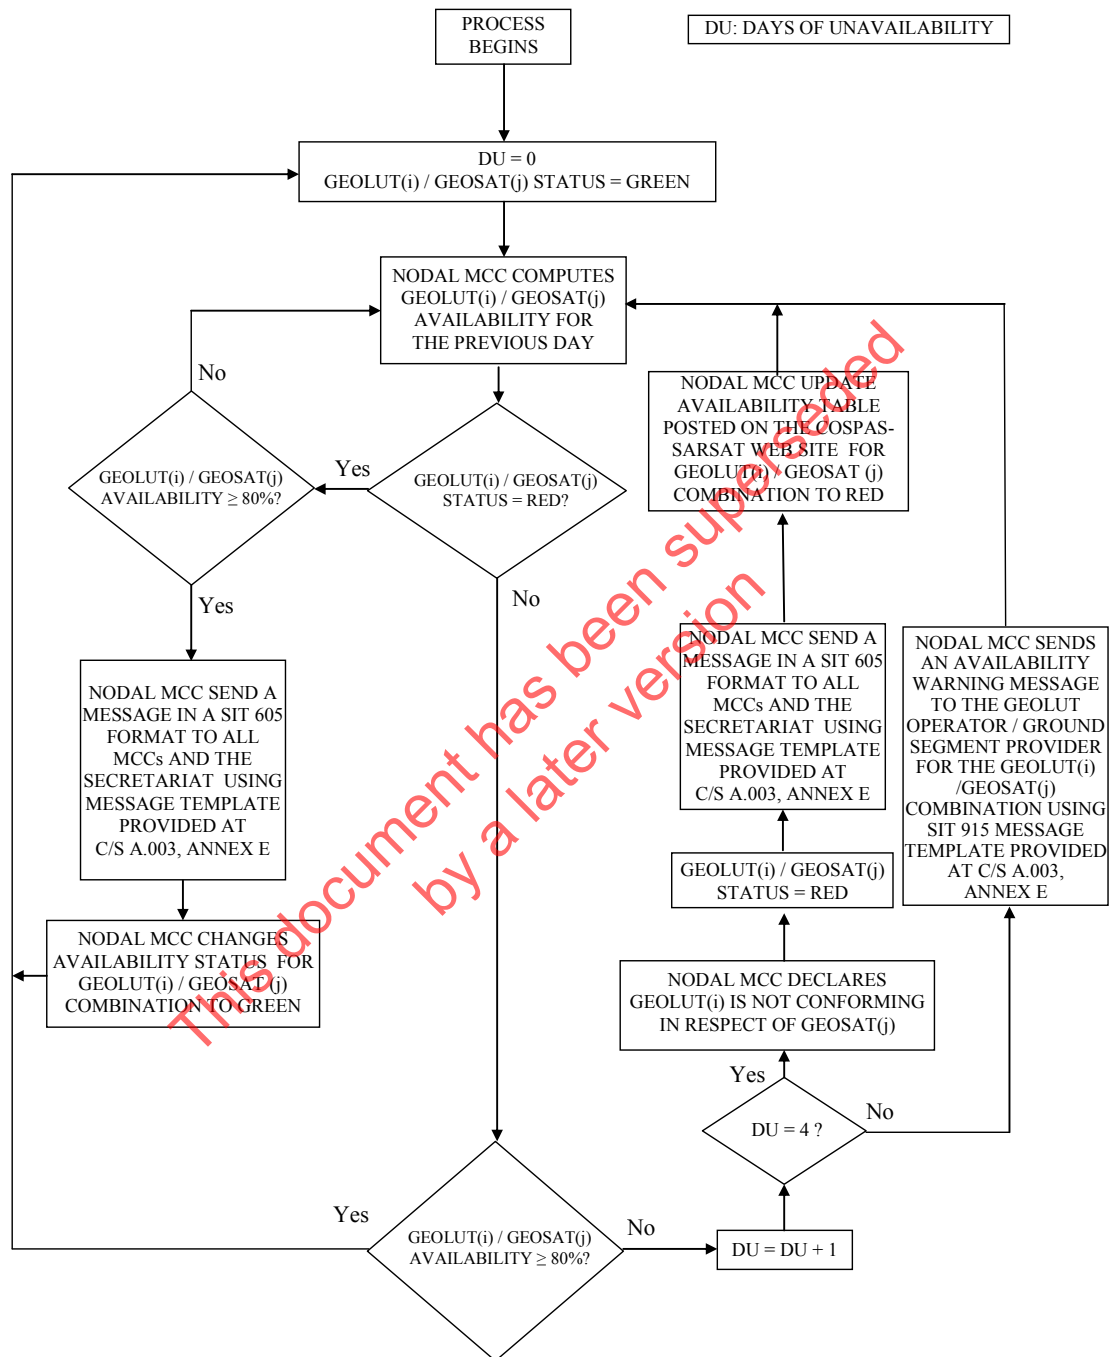 PROCESS
BEGINS
DU: DAYS OF UNAVAILABILITY
DU = 0
GEOLUT(i) / GEOSAT(j) STATUS = GREEN
NODAL MCC COMPUTES
GEOLUT(i) / GEOSAT(j)
AVAILABILITY FOR
THE PREVIOUS DAY
No
GEOLUT(i) / GEOSAT(j)
AVAILABILITY ≥ 80%?
Yes
GEOLUT(i) / GEOSAT(j)
STATUS = RED?
NODAL MCC UPDATE
AVAILABILITY TABLE
POSTED ON THE COSPAS-
SARSAT WEB SITE FOR
GEOLUT(i) / GEOSAT (j)
COMBINATION TO RED
Yes
No
NODAL MCC SEND A
MESSAGE IN A SIT 605
FORMAT TO ALL
MCCs AND THE
SECRETARIAT USING
MESSAGE TEMPLATE
PROVIDED AT
C/S A.003, ANNEX E
NODAL MCC SEND A
MESSAGE IN A SIT 605
FORMAT TO ALL
MCCs AND THE
SECRETARIAT USING
MESSAGE TEMPLATE
PROVIDED AT
C/S A.003, ANNEX E
NODAL MCC SENDS
AN AVAILABILITY
WARNING MESSAGE
TO THE GEOLUT
OPERATOR / GROUND
SEGMENT PROVIDER
FOR THE GEOLUT(i)
/GEOSAT(j)
COMBINATION USING
SIT 915 MESSAGE
TEMPLATE PROVIDED
AT C/S A.003,
ANNEX E
GEOLUT(i) / GEOSAT(j)
STATUS = RED
NODAL MCC CHANGES
AVAILABILITY STATUS FOR
GEOLUT(i) / GEOSAT (j)
COMBINATION TO GREEN
NODAL MCC DECLARES
GEOLUT(i) IS NOT CONFORMING
IN RESPECT OF GEOSAT(j)
Yes
No
DU = 4 ?
Yes
GEOLUT(i) / GEOSAT(j)
AVAILABILITY ≥ 80%?
No
DU = DU + 1
This document has been superseded
by a later version